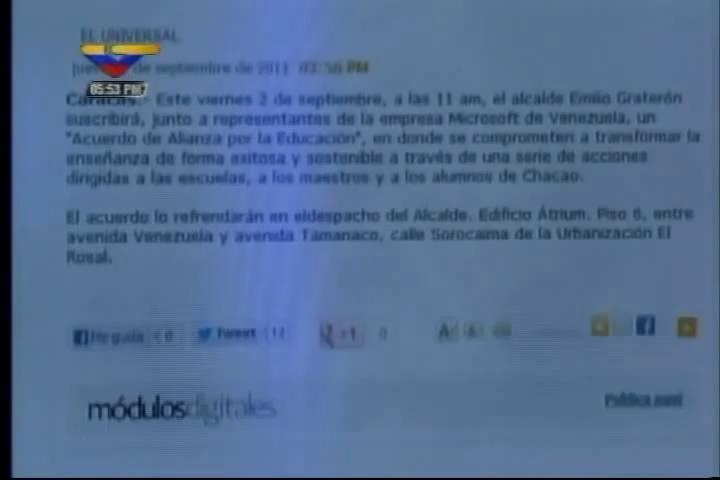 EL UNIVERSAL
de septiembre de 2011 03:56 PM
05:53 PM
Caracas.- Este viernes 2 de septiembre, a las 11 am, el alcalde Emilio Graterón
suscribirá, junto a representantes de la empresa Microsoft de Venezuela, un
"Acuerdo de Alianza por la Educación", en donde se comprometen a transformar la
enseñanza de forma exitosa y sostenible a través de una serie de acciones
dirigidas a las escuelas, a los maestros y a los alumnos de Chacao.
El acuerdo lo refrendarán en eldespacho del Alcalde. Edificio Átrium. Piso 6, entre
avenida Venezuela y avenida Tamanaco, calle Sorocaima de la Urbanización El
Rosal.
Me gusta 0 Tweet 11 +1 0
módulosdigitales Publica aquí